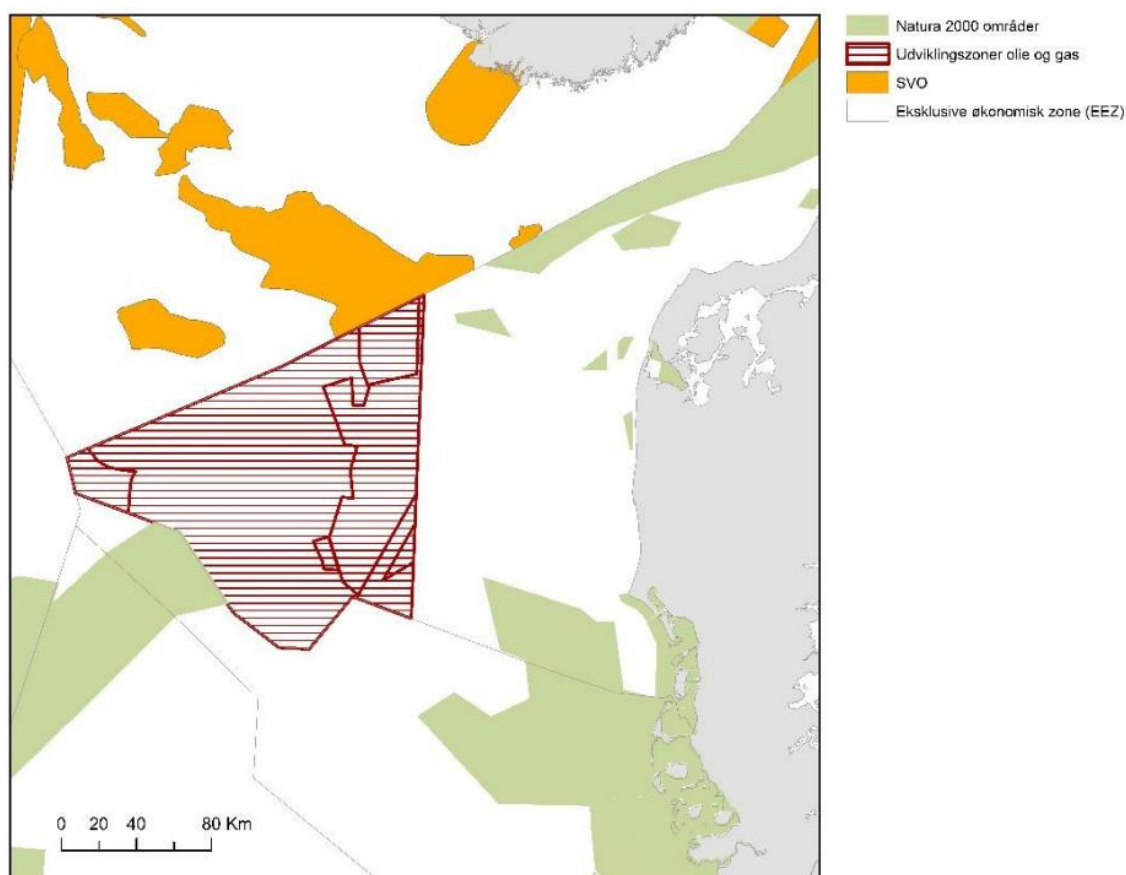 Natura 2000 områder
Udviklingszoner olie og gas
SVO
Eksklusive økonomisk zone (EEZ)
0 20 40 80 Km